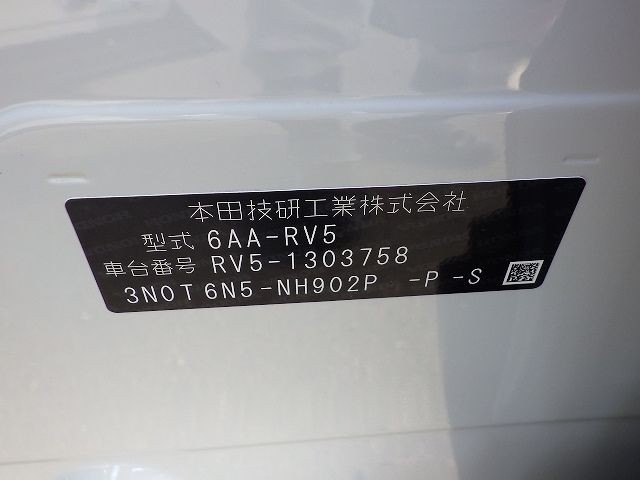 本田技研工業株式会社
型式 6AA-RV5
車台番号 RV5-1303758
3N0T6N5-NH902P -P -S